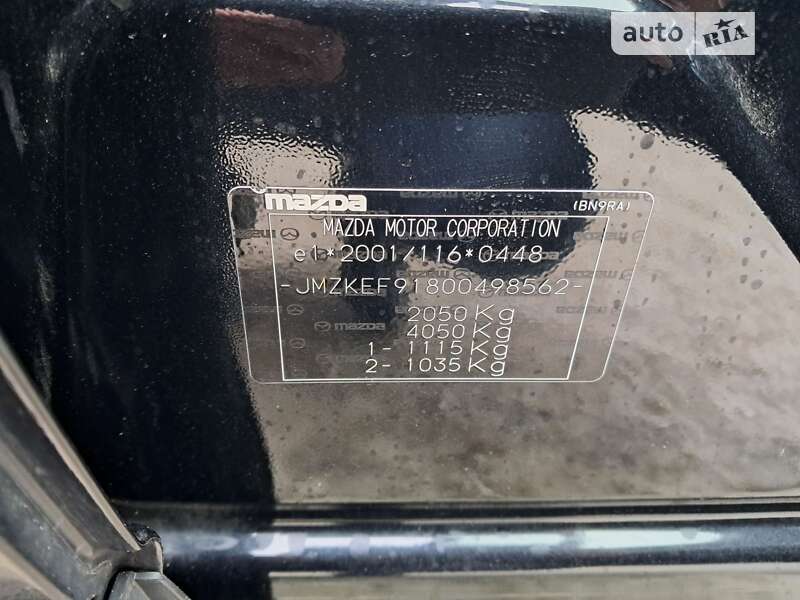 auto RIA
mazda
(BN9RA)
MAZDA MOTOR CORPORATION
e1*2001/116*0448
-JMZKEF91800498562-
2050 Kg
4050 Kg
1- 1115 Kg
2- 1035 Kg